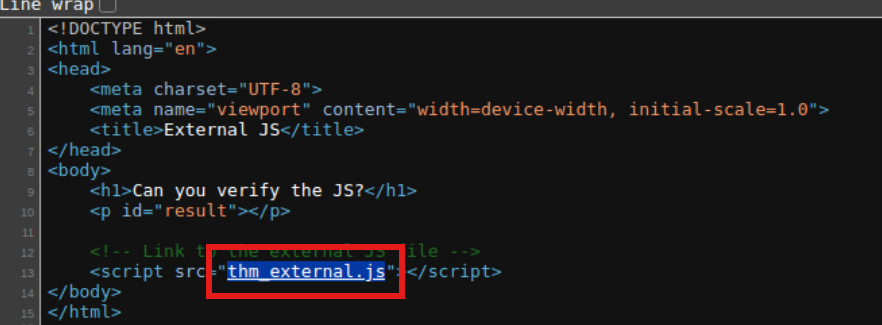 Line wrap
1 <!DOCTYPE html>
2 <html lang="en">
3 <head>
4 <meta charset="UTF-8">
5 <meta name="viewport" content="width=device-width, initial-scale=1.0">
6 <title>External JS</title>
7 </head>
8 <body>
9 <h1>Can you verify the JS?</h1>
10 <p id="result"></p>
11
12 <!-- Link to the external JS file -->
13 <script src="thm_external.js"></script>
14 </body>
15 </html>